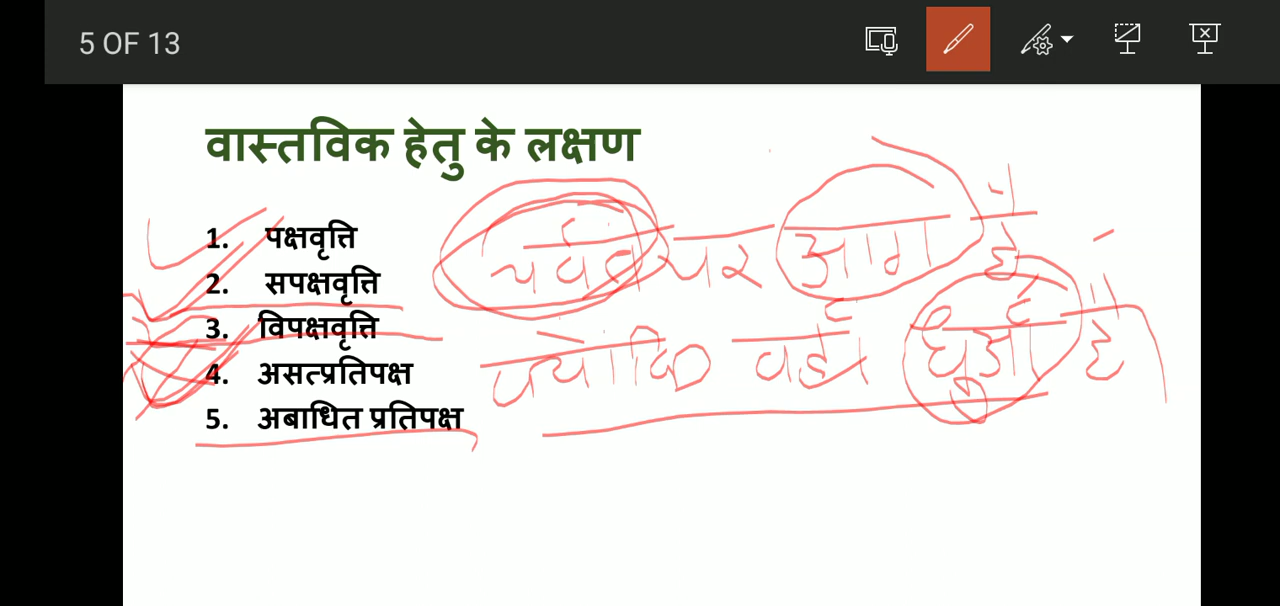 5 OF 13
वास्तविक हेतु के लक्षण
1. पक्षवृत्ति
2. सपक्षवृत्ति
3. विपक्षवृत्ति
4. असत्प्रतिपक्ष
5. अबाधित प्रतिपक्ष
पर्वत पर आग है
क्योंकि वहाँ धुआँ है।